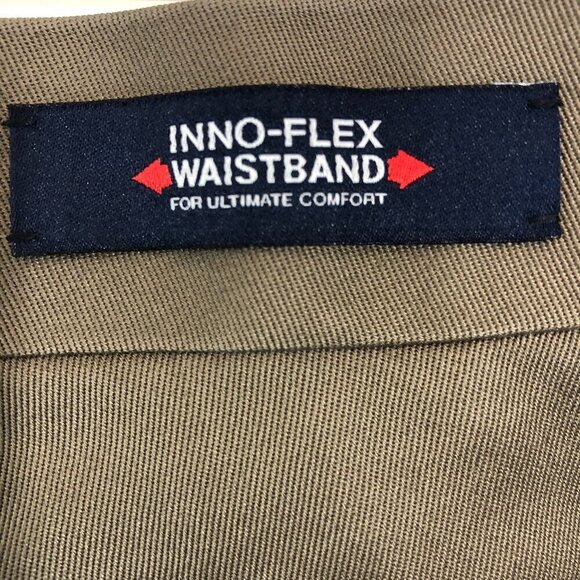 INNO-FLEX
WAISTBAND
FOR ULTIMATE COMFORT